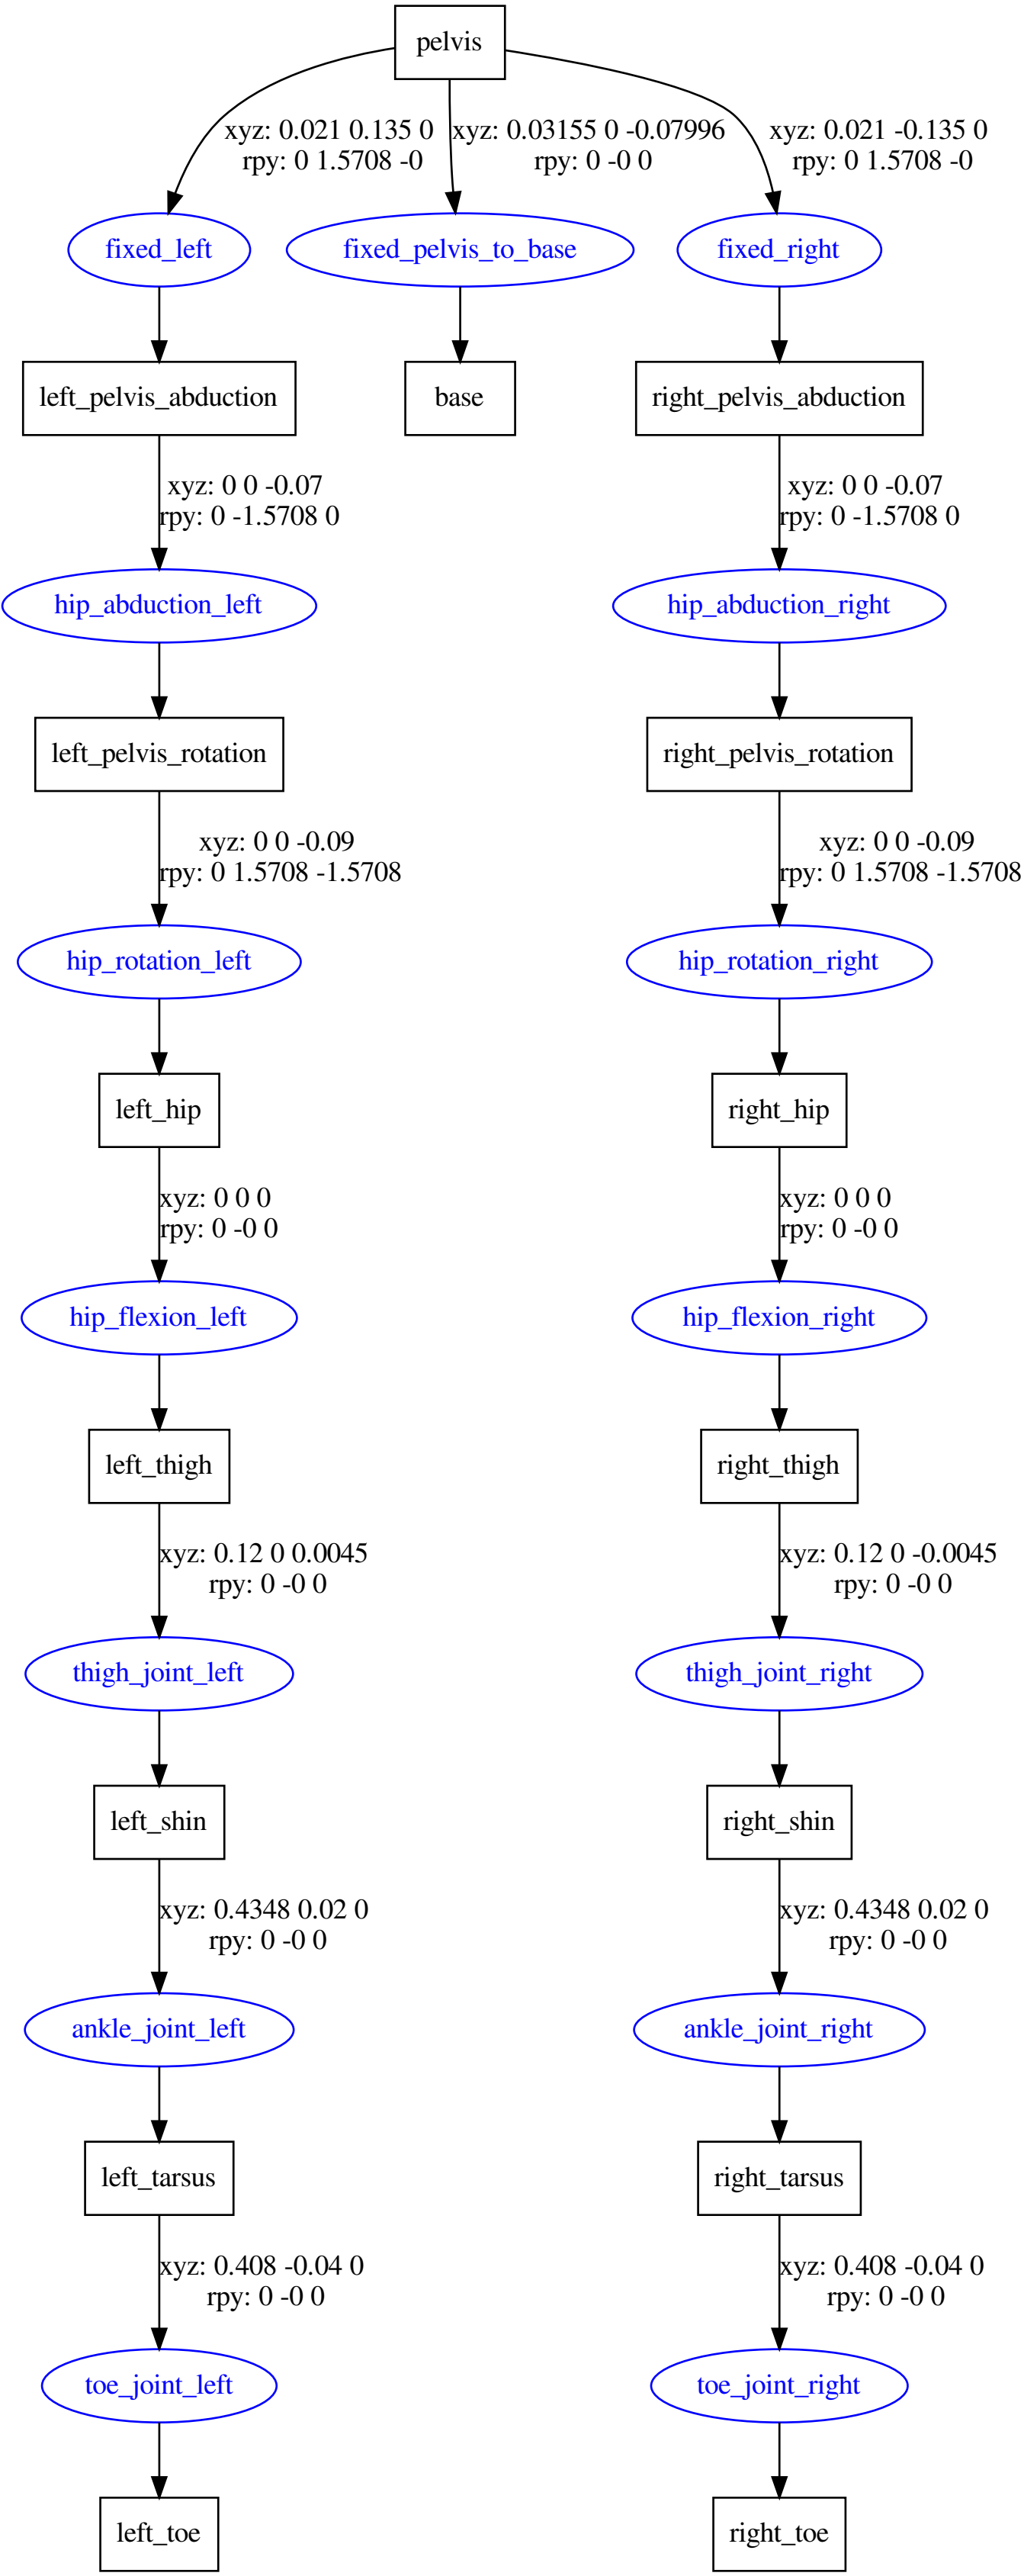 pelvis
xyz: 0.021 0.135 0
rpy: 0 1.5708 -0
xyz: 0.03155 0 -0.07996
rpy: 0 -0 0
xyz: 0.021 -0.135 0
rpy: 0 1.5708 -0
fixed_left
fixed_pelvis_to_base
fixed_right
left_pelvis_abduction
base
right_pelvis_abduction
xyz: 0 0 -0.07
rpy: 0 -1.5708 0
xyz: 0 0 -0.07
rpy: 0 -1.5708 0
hip_abduction_left
hip_abduction_right
left_pelvis_rotation
right_pelvis_rotation
xyz: 0 0 -0.09
rpy: 0 1.5708 -1.5708
xyz: 0 0 -0.09
rpy: 0 1.5708 -1.5708
hip_rotation_left
hip_rotation_right
left_hip
right_hip
xyz: 0 0 0
rpy: 0 -0 0
xyz: 0 0 0
rpy: 0 -0 0
hip_flexion_left
hip_flexion_right
left_thigh
right_thigh
xyz: 0.12 0 0.0045
rpy: 0 -0 0
xyz: 0.12 0 -0.0045
rpy: 0 -0 0
thigh_joint_left
thigh_joint_right
left_shin
right_shin
xyz: 0.4348 0.02 0
rpy: 0 -0 0
xyz: 0.4348 0.02 0
rpy: 0 -0 0
ankle_joint_left
ankle_joint_right
left_tarsus
right_tarsus
xyz: 0.408 -0.04 0
rpy: 0 -0 0
xyz: 0.408 -0.04 0
rpy: 0 -0 0
toe_joint_left
toe_joint_right
left_toe
right_toe